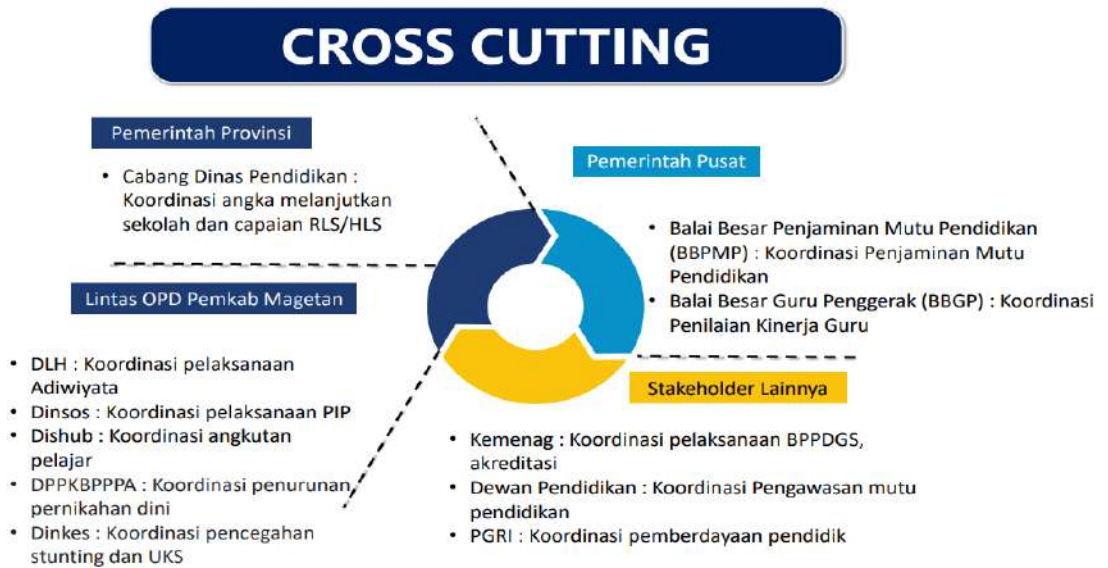 CROSS CUTTING
Pemerintah Provinsi
• Cabang Dinas Pendidikan :
Koordinasi angka melanjutkan
sekolah dan capaian RLS/HLS
Pemerintah Pusat
• Balai Besar Penjaminan Mutu Pendidikan
(BBPMP) : Koordinasi Penjaminan Mutu
Pendidikan
• Balai Besar Guru Penggerak (BBGP) : Koordinasi
Penilaian Kinerja Guru
Lintas OPD Pemkab Magetan
• DLH : Koordinasi pelaksanaan
Adiwiyata
• Dinsos : Koordinasi pelaksanaan PIP
• Dishub : Koordinasi angkutan
pelajar
• DPPKBPPPA : Koordinasi penurunan
pernikahan dini
• Dinkes : Koordinasi pencegahan
stunting dan UKS
Stakeholder Lainnya
• Kemenag : Koordinasi pelaksanaan BPPDGS,
akreditasi
• Dewan Pendidikan : Koordinasi Pengawasan mutu
pendidikan
• PGRI : Koordinasi pemberdayaan pendidik